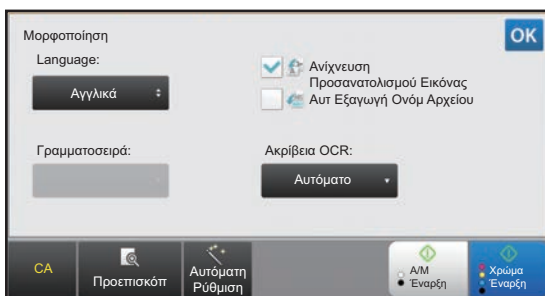 Μορφοποίηση
OK
Language:
Αγγλικά
Ανίχνευση
Προσανατολισμού Εικόνας
Αυτ Εξαγωγή Ονόμ Αρχείου
Γραμματοσειρά:
Ακρίβεια OCR:
Αυτόματο
CA
Προεπισκόπ
Αυτόματη
Ρύθμιση
Α/Μ
Έναρξη
Χρώμα
Έναρξη